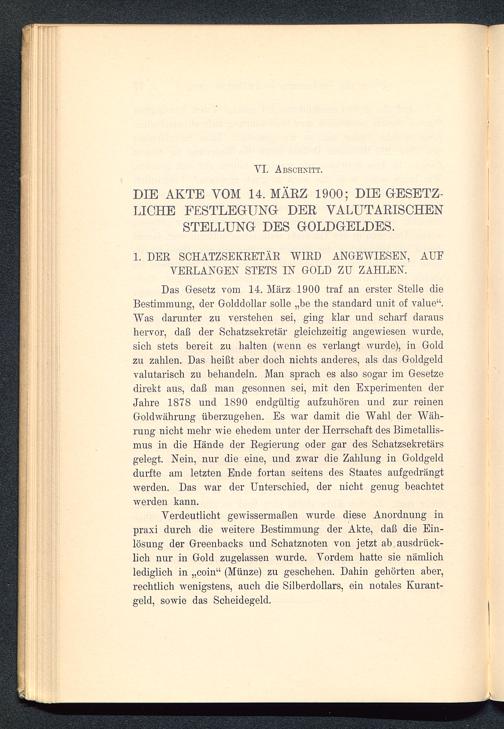 VI. Abschnitt.
DIE AKTE VOM 14. MÄRZ 1900; DIE GESETZ-
LICHE FESTLEGUNG DER VALUTARISCHEN
STELLUNG DES GOLDGELDES.
1. DER SCHATZSEKRETÄR WIRD ANGEWIESEN, AUF
VERLANGEN STETS IN GOLD ZU ZAHLEN.
Das Gesetz vom 14. März 1900 traf an erster Stelle die
Bestimmung, der Golddollar solle „be the standard unit of value“.
Was darunter zu verstehen sei, ging klar und scharf daraus
hervor, daß der Schatzsekretär gleichzeitig angewiesen wurde,
sich stets bereit zu halten (wenn es verlangt wurde), in Gold
zu zahlen. Das heißt aber doch nichts anderes, als das Goldgeld
valutarisch zu behandeln. Man sprach es also sogar im Gesetze
direkt aus, daß man gesonnen sei, mit den Experimenten der
Jahre 1878 und 1890 endgültig aufzuhören und zur reinen
Goldwährung überzugehen. Es war damit die Wahl der Wäh-
rung nicht mehr wie ehedem unter der Herrschaft des Bimetallis-
mus in die Hände der Regierung oder gar des Schatzsekretärs
gelegt. Nein, nur die eine, und zwar die Zahlung in Goldgeld
durfte am letzten Ende fortan seitens des Staates aufgedrängt
werden. Das war der Unterschied, der nicht genug beachtet
werden kann.
Verdeutlicht gewissermaßen wurde diese Anordnung in
praxi durch die weitere Bestimmung der Akte, daß die Ein-
lösung der Greenbacks und Schatznoten von jetzt ab ausdrück-
lich nur in Gold zugelassen wurde. Vordem hatte sie nämlich
lediglich in „coin“ (Münze) zu geschehen. Dahin gehörten aber,
rechtlich wenigstens, auch die Silberdollars, ein notales Kurant-
geld, sowie das Scheidegeld.